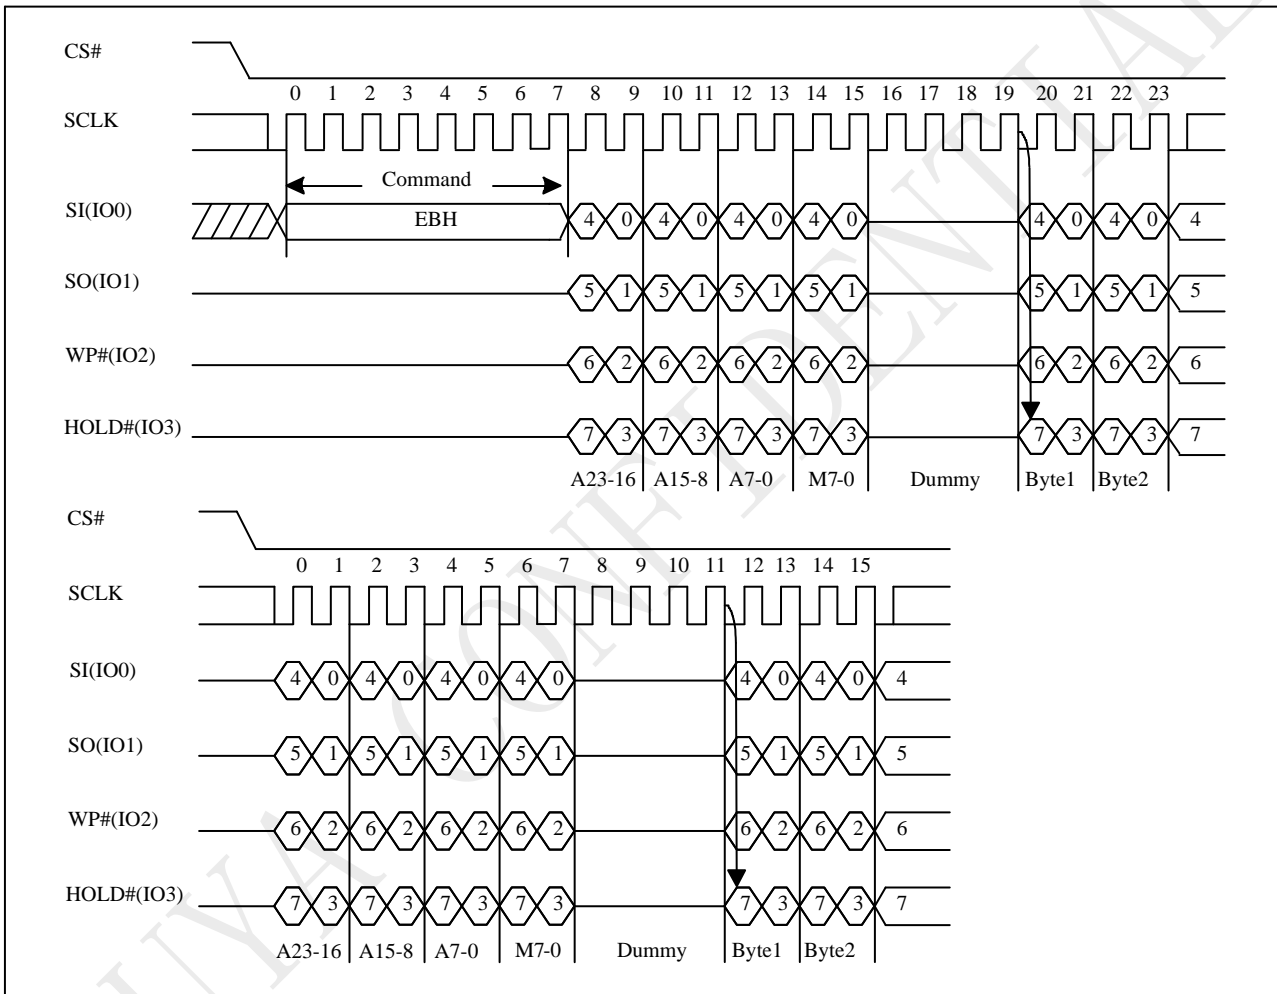 CS#
0 1 2 3 4 5 6 7 8 9 10 11 12 13 14 15 16 17 18 19 20 21 22 23
SCLK
Command
SI(IO0) EBH 4 0 4 0 4 0 4 0 4 0 4 0 4
SO(IO1) 5 1 5 1 5 1 5 1 5 1 5 1 5
WP#(IO2) 6 2 6 2 6 2 6 2 6 2 6 2 6
HOLD#(IO3) 7 3 7 3 7 3 7 3 7 3 7 3 7
A23-16 A15-8 A7-0 M7-0 Dummy Byte1 Byte2
CS#
0 1 2 3 4 5 6 7 8 9 10 11 12 13 14 15
SCLK
SI(IO0) 4 0 4 0 4 0 4 0 4 0 4 0 4
SO(IO1) 5 1 5 1 5 1 5 1 5 1 5 1 5
WP#(IO2) 6 2 6 2 6 2 6 2 6 2 6 2 6
HOLD#(IO3) 7 3 7 3 7 3 7 3 7 3 7 3 7
A23-16 A15-8 A7-0 M7-0 Dummy Byte1 Byte2
CONFIDENTIAL